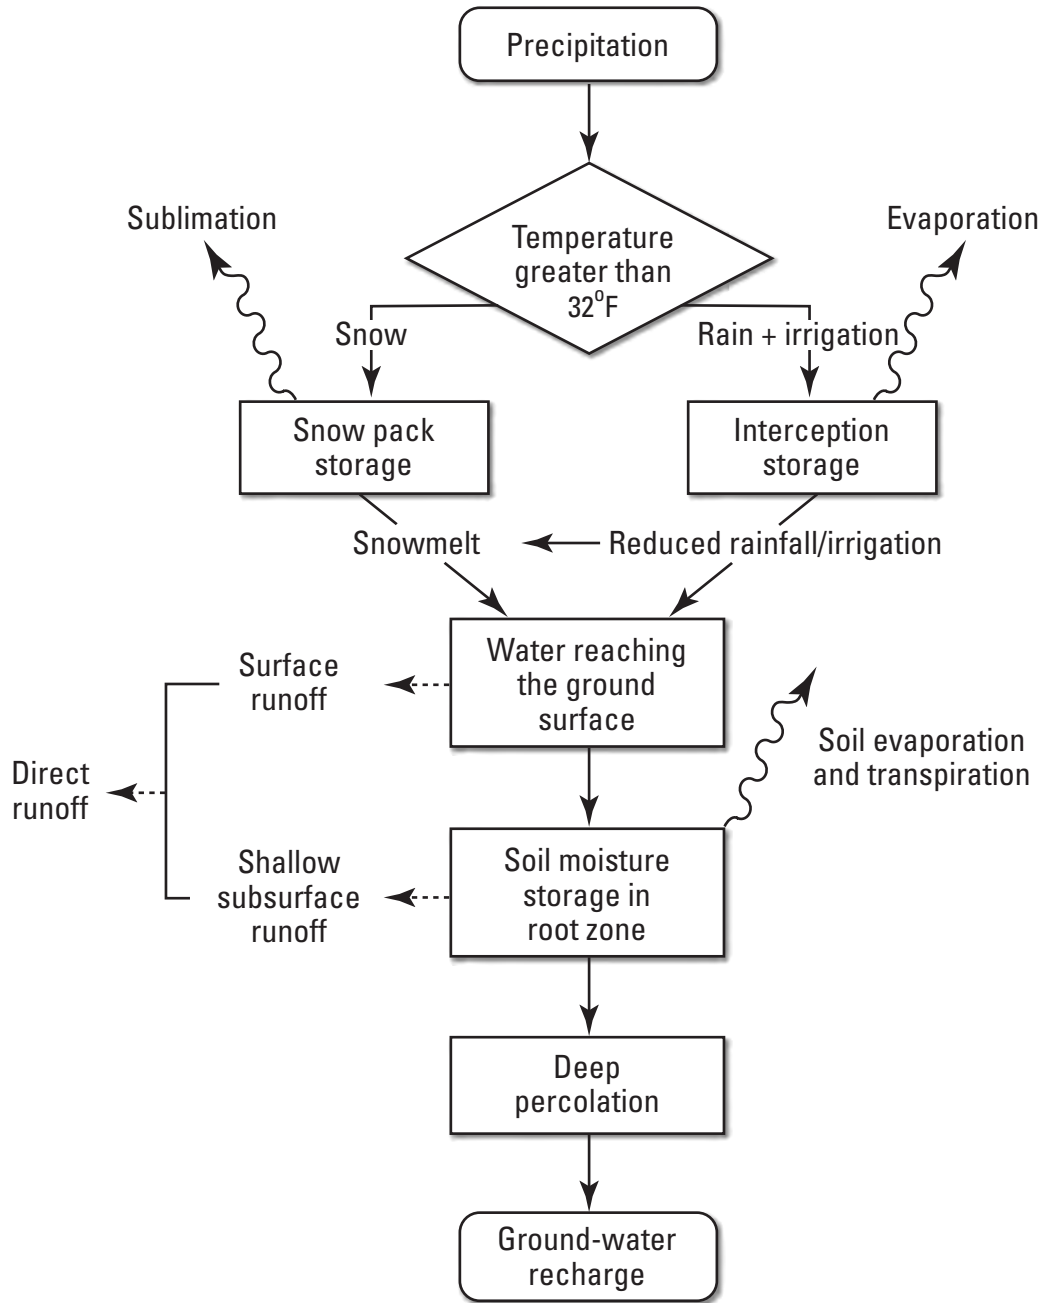 Precipitation
Sublimation
Evaporation
Temperature
greater than
32°F
Snow
Rain + irrigation
Snow pack
storage
Interception
storage
Snowmelt
Reduced rainfall/irrigation
Water reaching
the ground
surface
Surface
runoff
Soil evaporation
and transpiration
Direct
runoff
Shallow
subsurface
runoff
Soil moisture
storage in
root zone
Deep
percolation
Ground-water
recharge